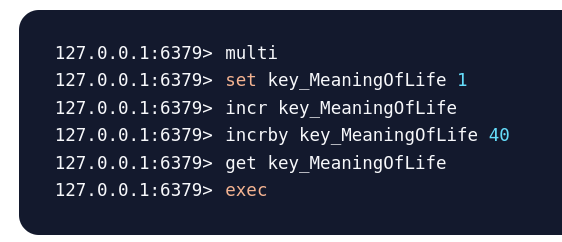 127.0.0.1:6379> multi
127.0.0.1:6379> set key_MeaningOfLife 1
127.0.0.1:6379> incr key_MeaningOfLife
127.0.0.1:6379> incrby key_MeaningOfLife 40
127.0.0.1:6379> get key_MeaningOfLife
127.0.0.1:6379> exec